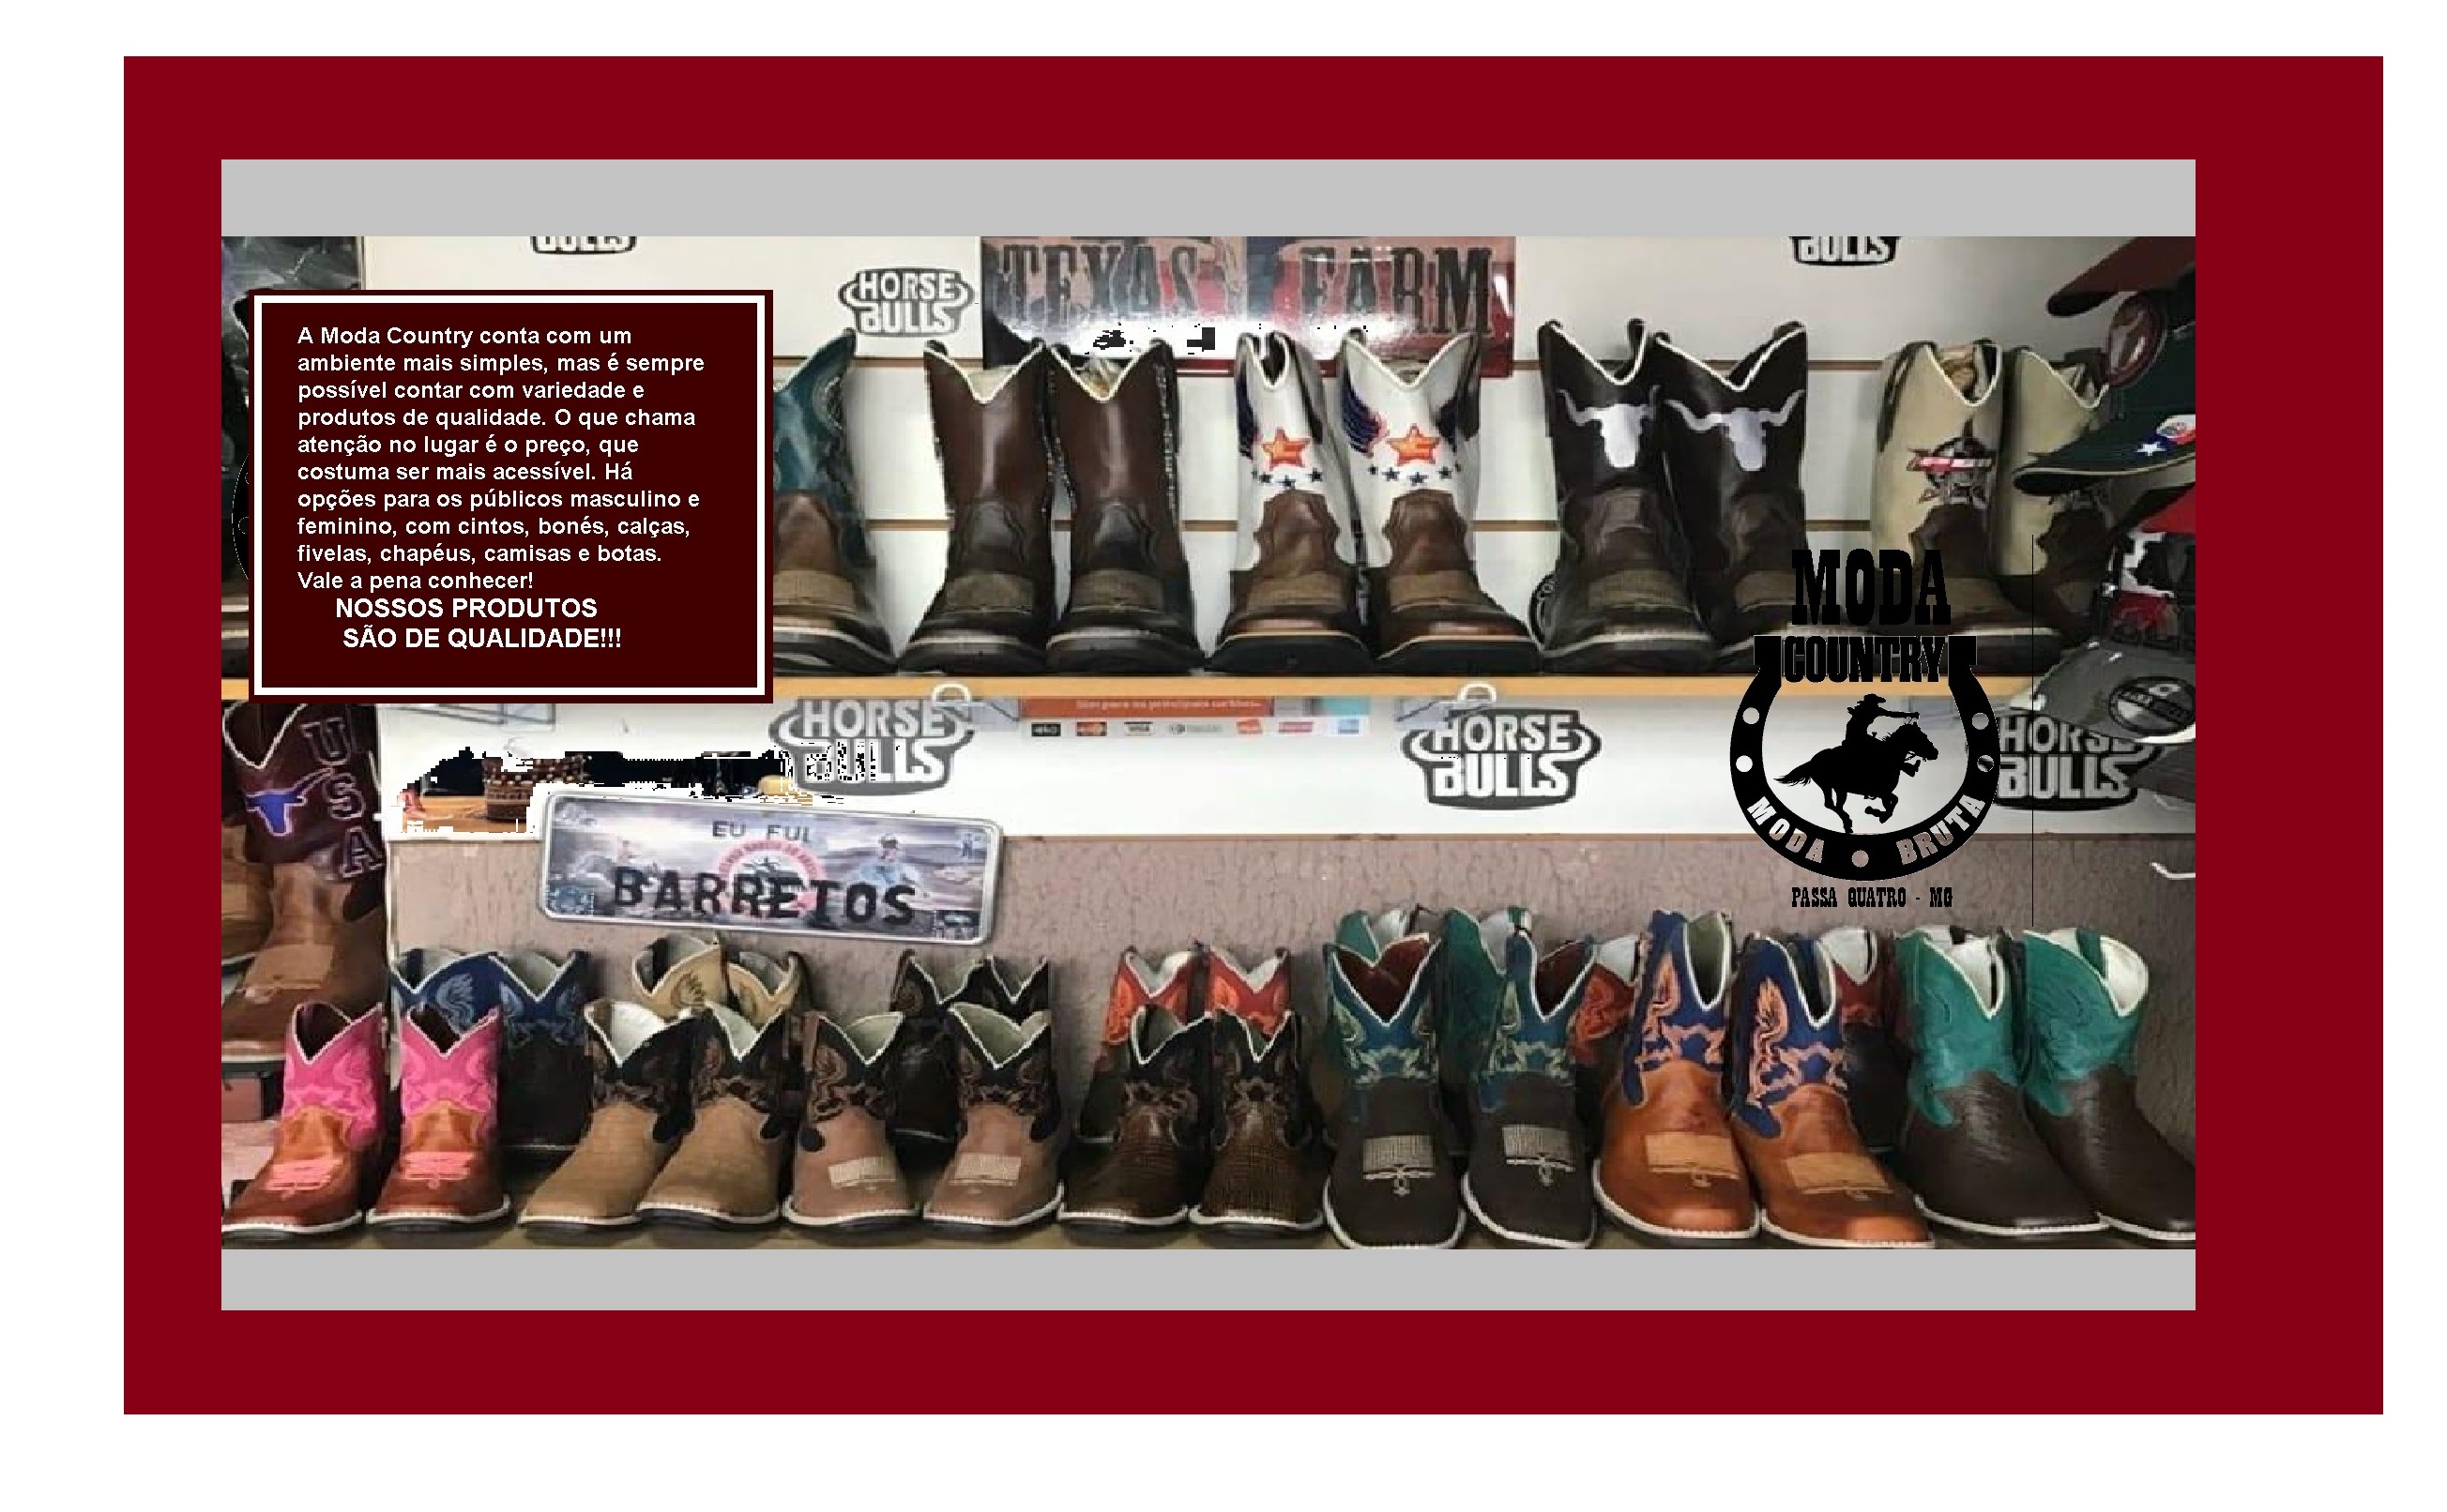 BULLS
HORSE
BULLS
TEXAS FARM
BULLS
A Moda Country conta com um
ambiente mais simples, mas é sempre
possível contar com variedade e
produtos de qualidade. O que chama
atenção no lugar é o preço, que
costuma ser mais acessível. Há
opções para os públicos masculino e
feminino, com cintos, bonés, calças,
fivelas, chapéus, camisas e botas.
Vale a pena conhecer!
NOSSOS PRODUTOS
SÃO DE QUALIDADE!!!
MODA
COUNTRY
MODA BRUTA
PASSA QUATRO - MG
USA
HORSE
BULLS
HORSE
BULLS
HORSE
BULLS
EU FUI
BARRETOS